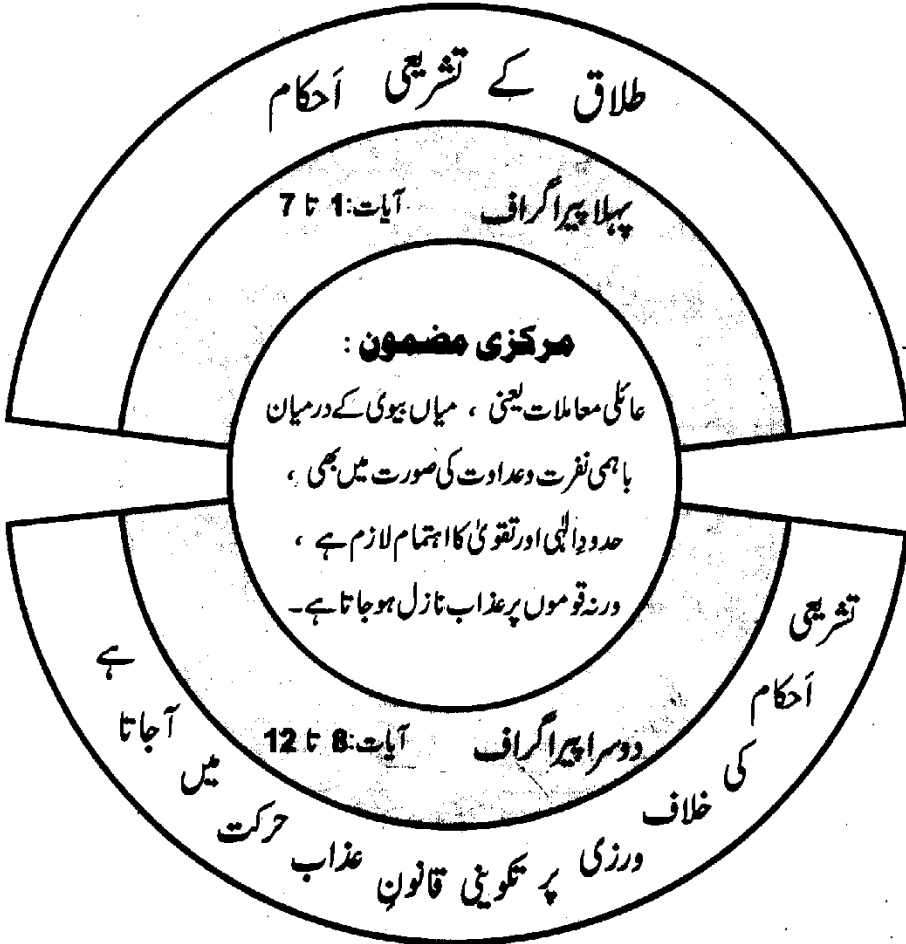 طلاق کے تشریعی اَحکام
پہلا پیراگراف آیات:1 تا 7
مرکزی مضمون :
عائلی معاملات یعنی ، میاں بیوی کے درمیان
باہمی نفرت و عداوت کی صورت میں بھی ،
حدودِ الٰہی اور تقویٰ کا اہتمام لازم ہے ،
ورنہ قوموں پر عذاب نازل ہو جاتا ہے۔
دوسرا پیراگراف آیات:8 تا 12
تشریعی اَحکام کی خلاف ورزی پر تکوینی قانونِ عذاب حرکت میں آجاتا ہے